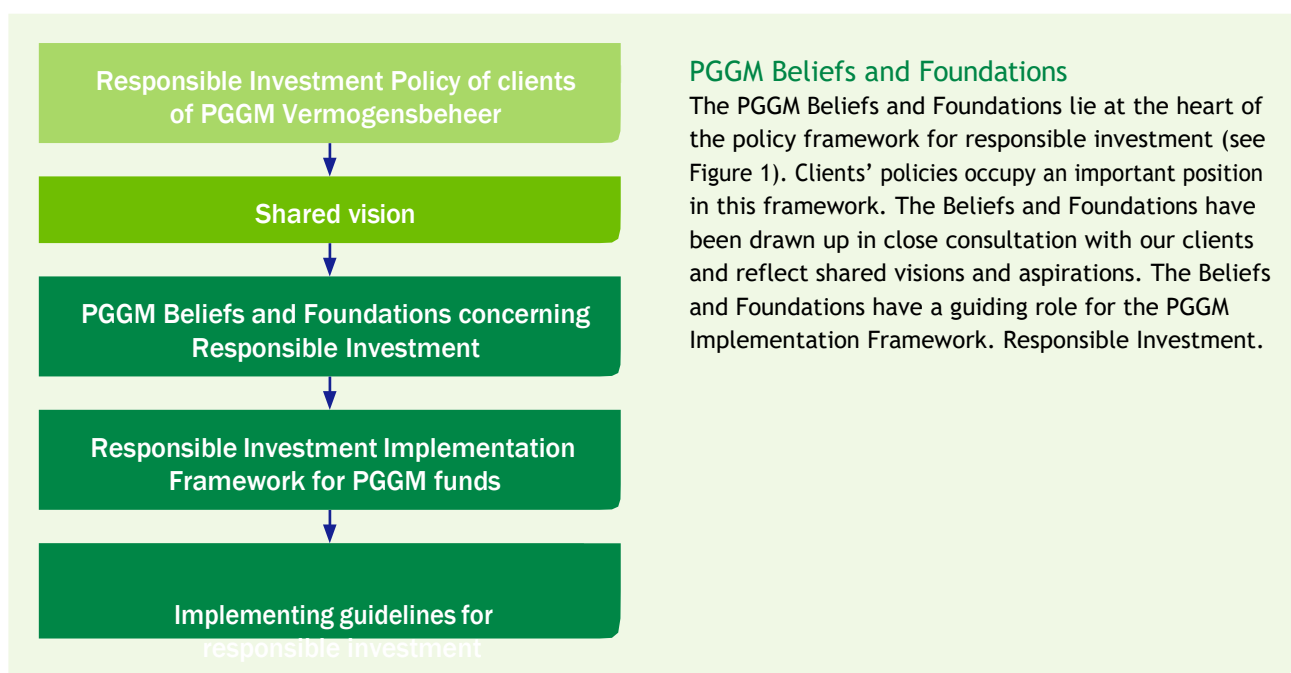 Responsible Investment Policy of clients
of PGGM Vermogensbeheer
Shared vision
PGGM Beliefs and Foundations concerning
Responsible Investment
Responsible Investment Implementation
Framework for PGGM funds
Implementing guidelines for
responsible investment
PGGM Beliefs and Foundations
The PGGM Beliefs and Foundations lie at the heart of
the policy framework for responsible investment (see
Figure 1). Clients’ policies occupy an important position
in this framework. The Beliefs and Foundations have
been drawn up in close consultation with our clients
and reflect shared visions and aspirations. The Beliefs
and Foundations have a guiding role for the PGGM
Implementation Framework. Responsible Investment.